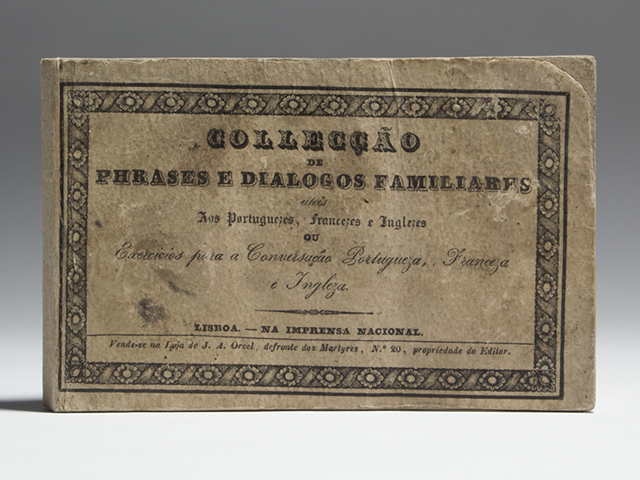 COLLECÇÃO
DE
PHRASES E DIALOGOS FAMILIARES
uteis
Aos Portuguezes, Francezes e Inglezes
OU
Exercicios para a Conversação Portugueza, Franceza
e Ingleza.
LISBOA. — NA IMPRENSA NACIONAL.
Vende-se na Loja de J. A. Orcel, defronte dos Martyres, N.º 20, propriedade do Editor.